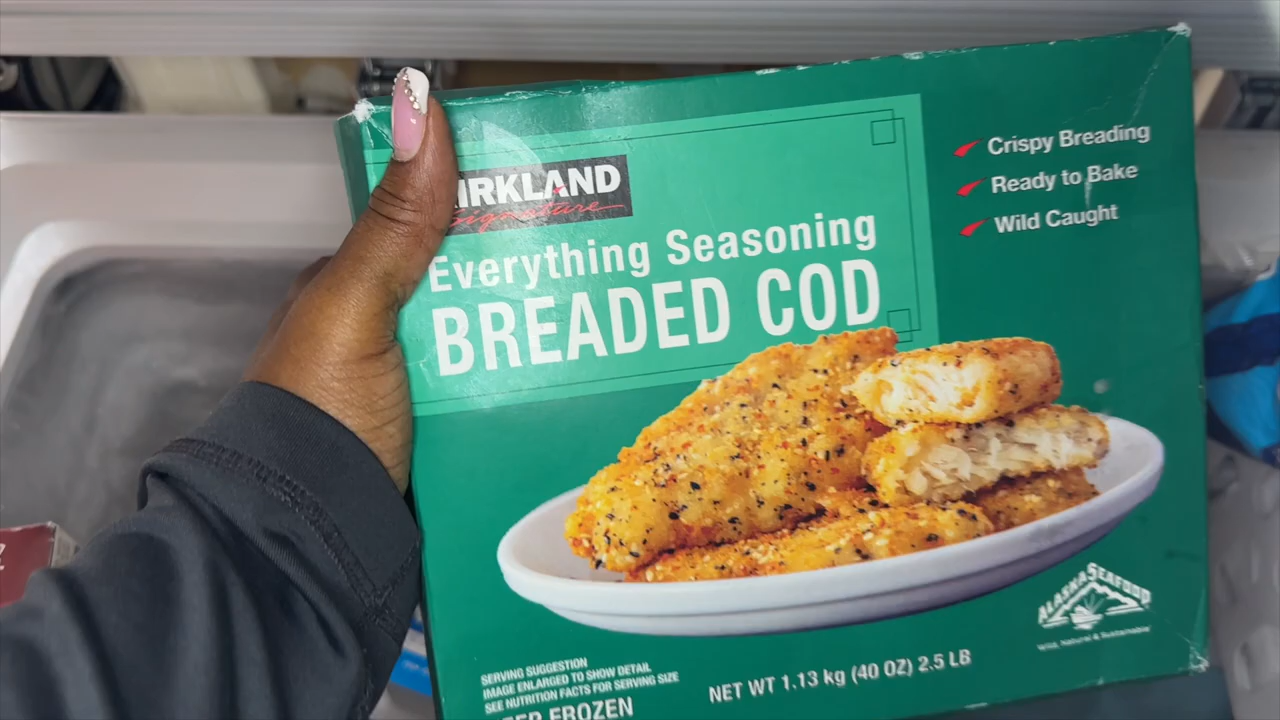 IRKLAND
Signature
Everything Seasoning
BREADED COD
Crispy Breading
Ready to Bake
Wild Caught
ALASKA SEAFOOD
Wild, Natural & Sustainable
SERVING SUGGESTION
IMAGE ENLARGED TO SHOW DETAIL
SEE NUTRITION FACTS FOR SERVING SIZE
FROZEN
NET WT 1.13 kg (40 OZ) 2.5 LB